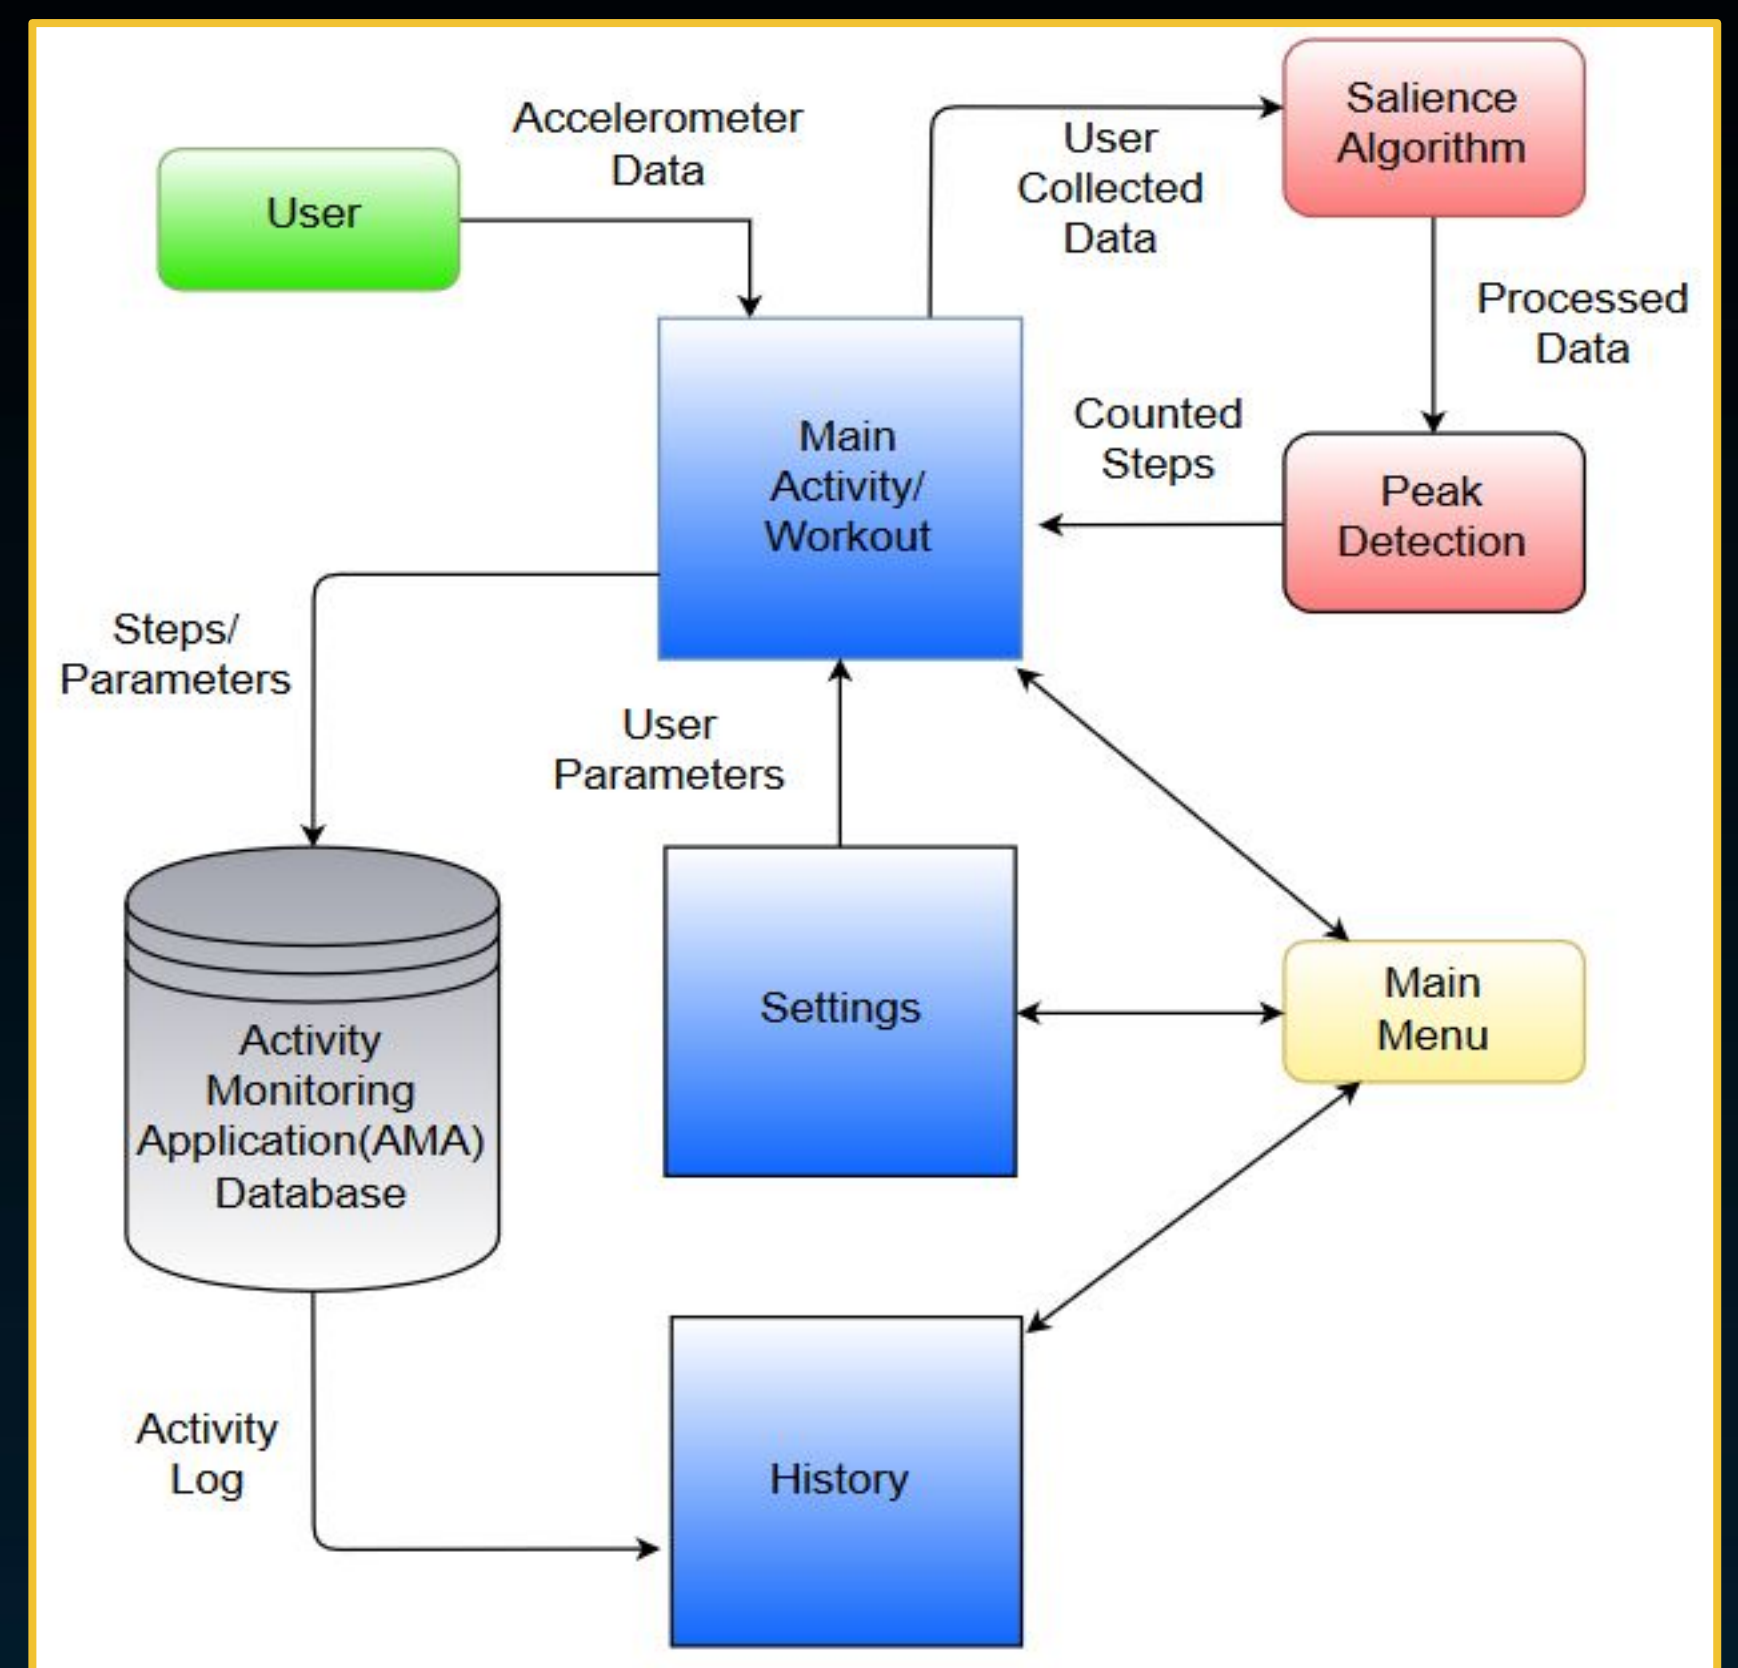 Accelerometer
Data
User
User
Collected
Data
Salience
Algorithm
Processed
Data
Main
Activity/
Workout
Counted
Steps
Peak
Detection
Steps/
Parameters
User
Parameters
Activity
Monitoring
Application(AMA)
Database
Settings
Main
Menu
Activity
Log
History